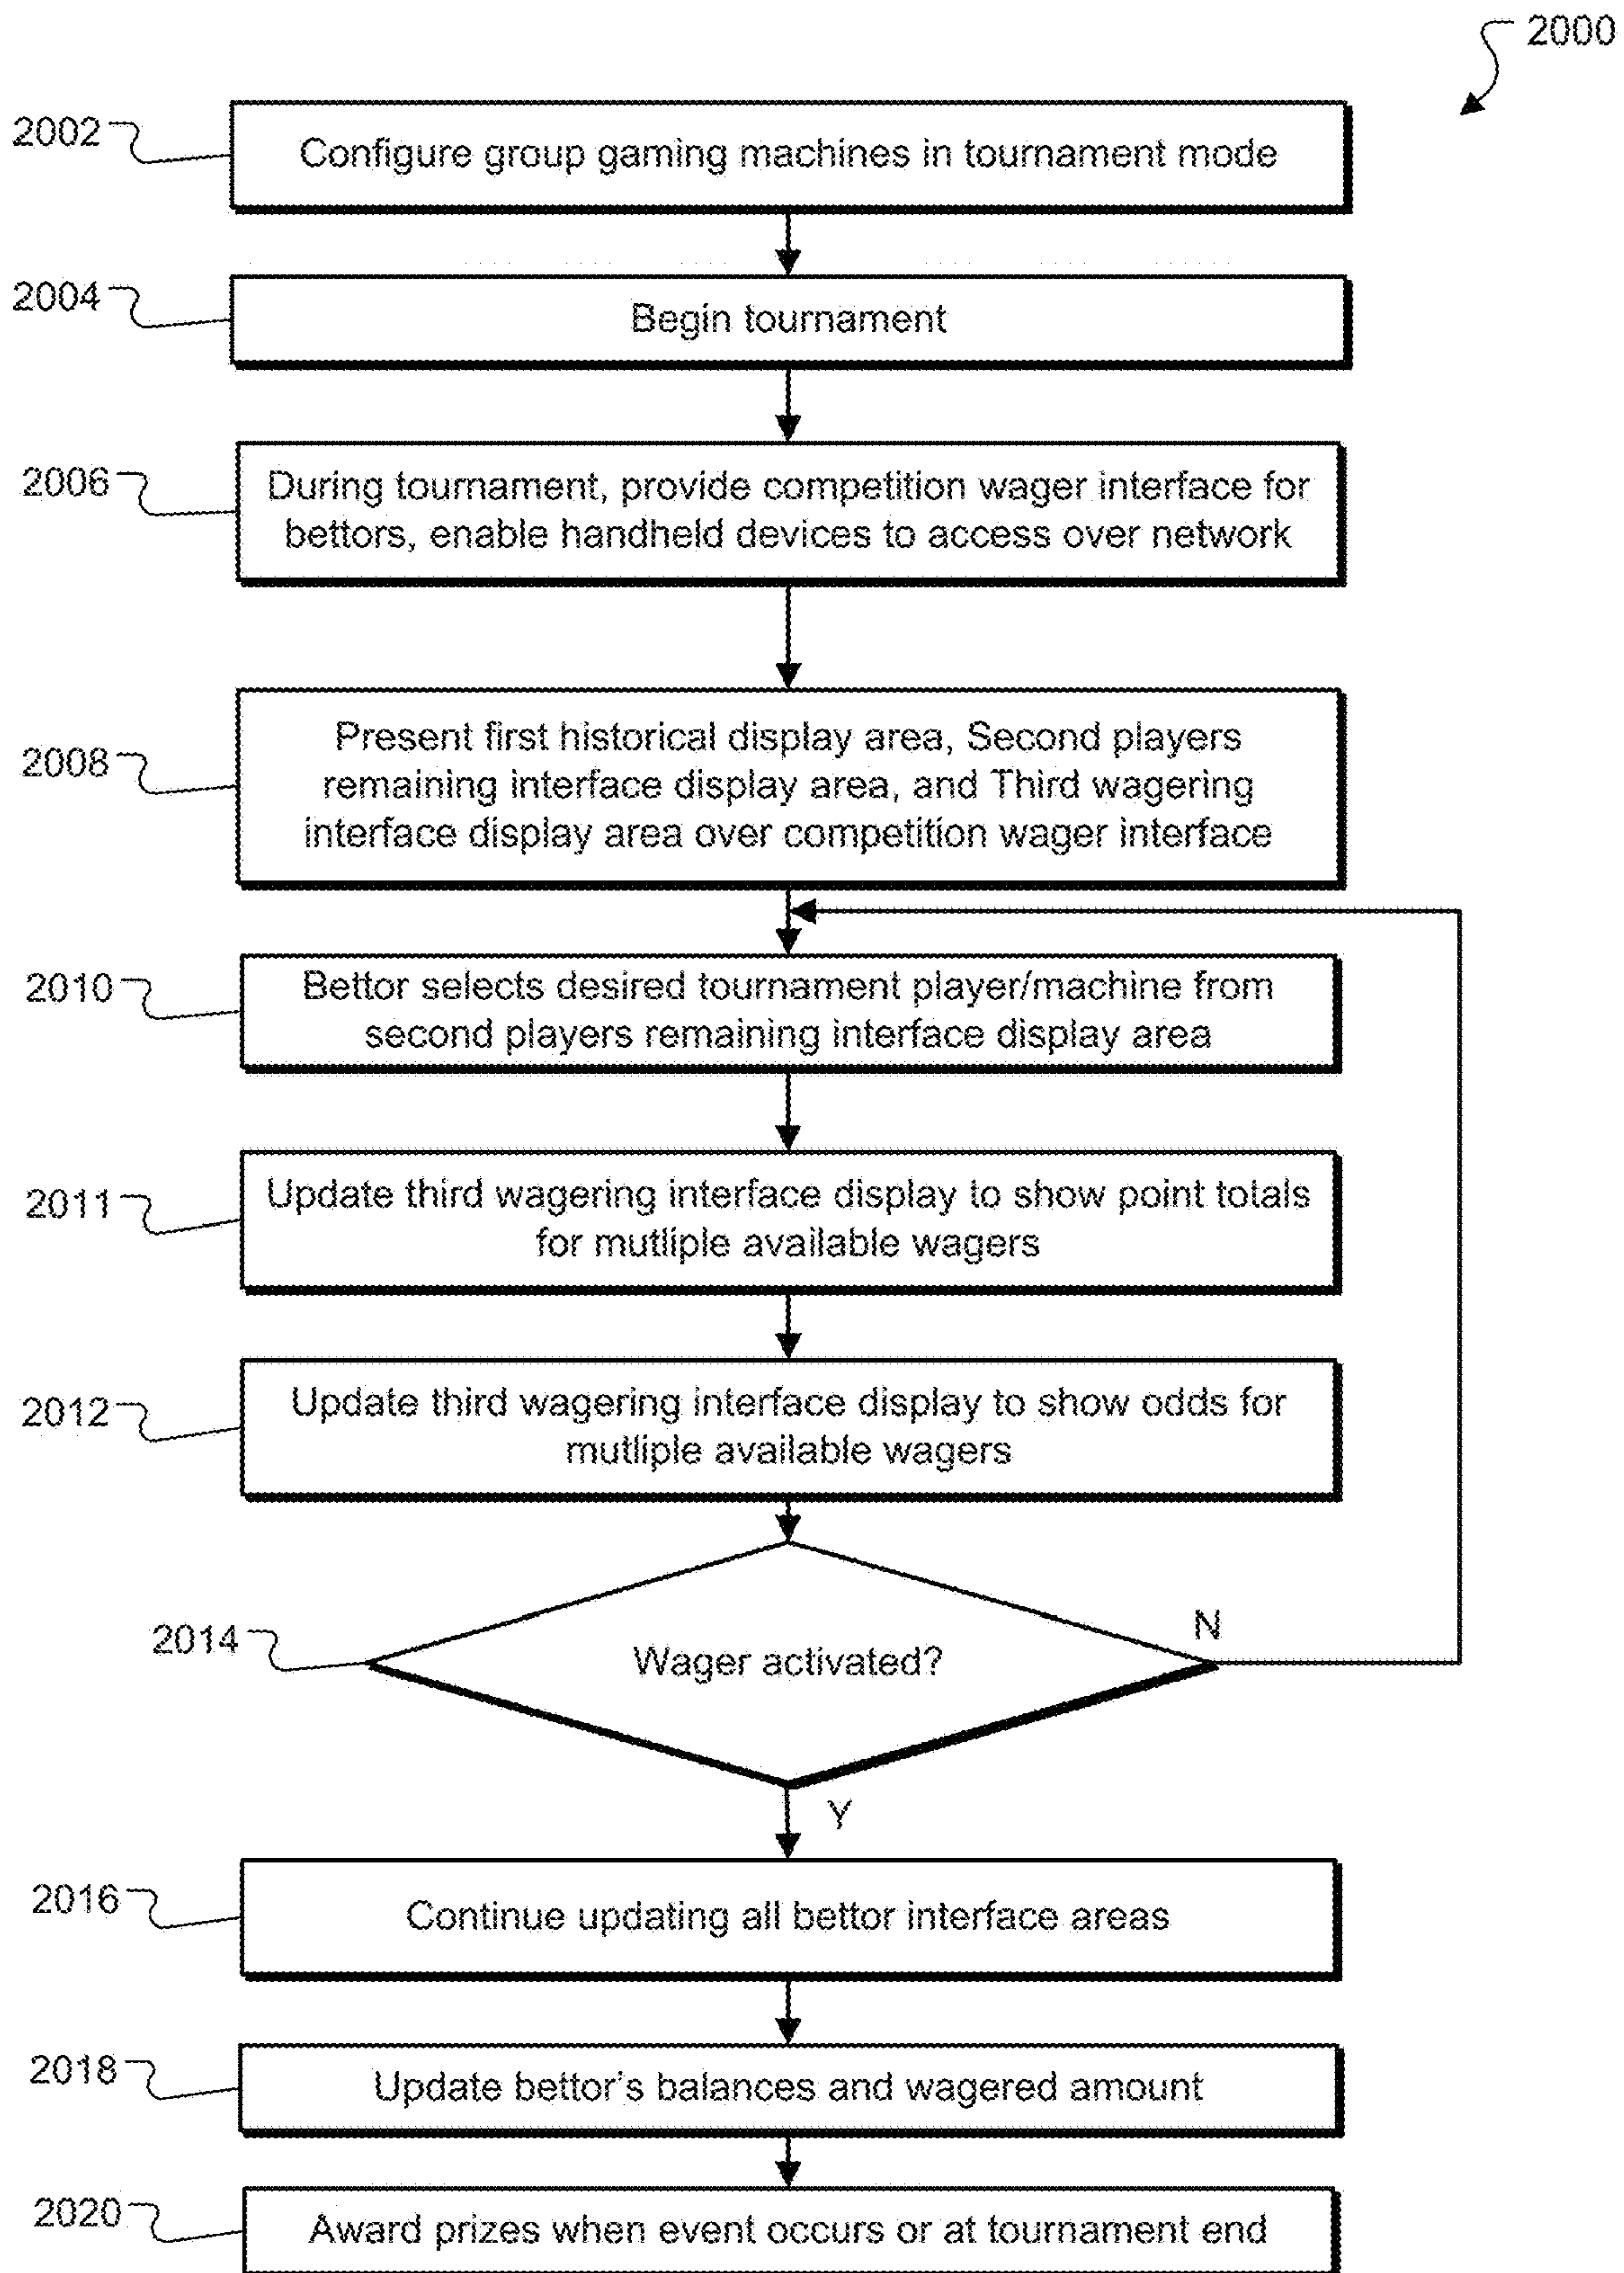 2000
2002
Configure group gaming machines in tournament mode
2004
Begin tournament
2006
During tournament, provide competition wager interface for
bettors, enable handheld devices to access over network
2008
Present first historical display area, Second players
remaining interface display area, and Third wagering
interface display area over competition wager interface
2010
Bettor selects desired tournament player/machine from
second players remaining interface display area
2011
Update third wagering interface display to show point totals
for mutliple available wagers
2012
Update third wagering interface display to show odds for
mutliple available wagers
2014
Wager activated?
N
Y
2016
Continue updating all bettor interface areas
2018
Update bettor's balances and wagered amount
2020
Award prizes when event occurs or at tournament end